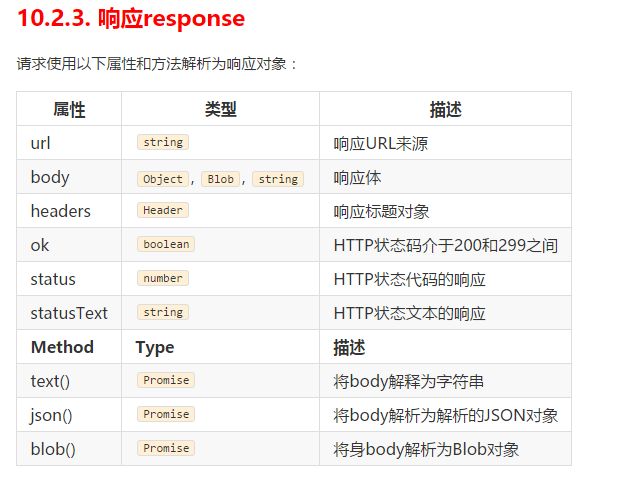 10.2.3. 响应response
请求使用以下属性和方法解析为响应对象：
属性 类型 描述
url string 响应URL来源
body Object, Blob, string 响应体
headers Header 响应标题对象
ok boolean HTTP状态码介于200和299之间
status number HTTP状态代码的响应
statusText string HTTP状态文本的响应
Method Type 描述
text() Promise 将body解释为字符串
json() Promise 将body解析为解析的JSON对象
blob() Promise 将身body解析为Blob对象